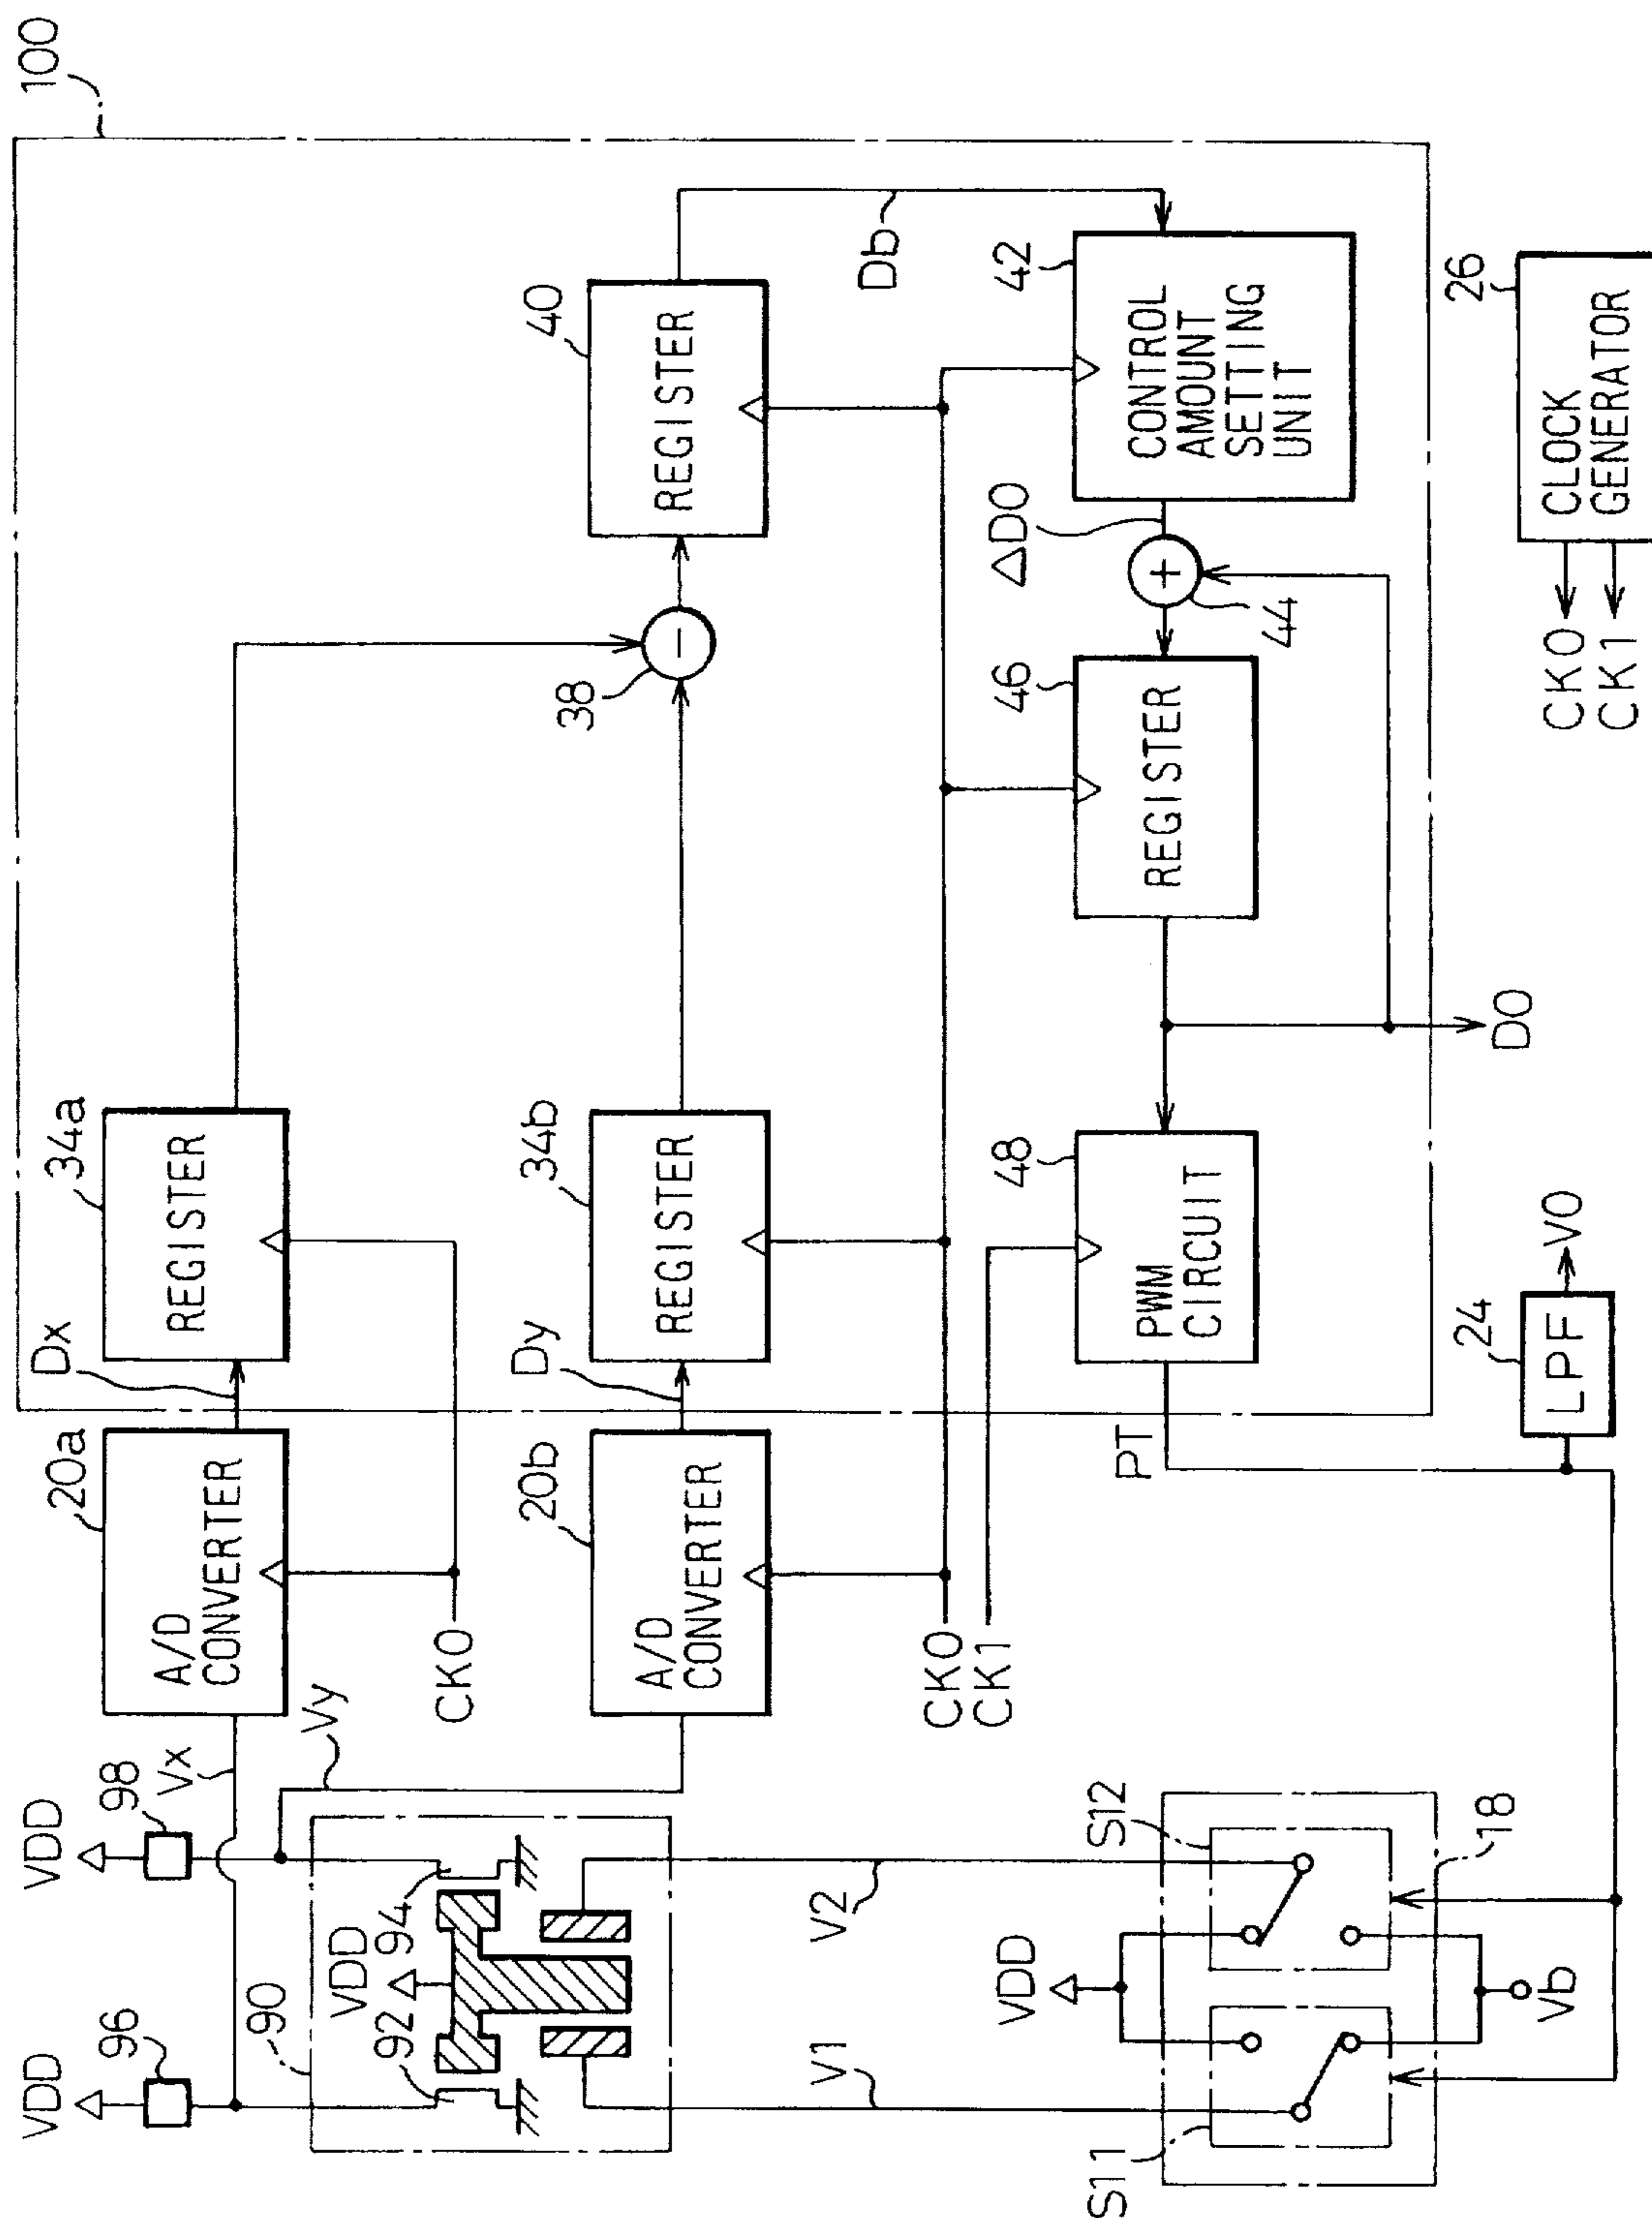 100
VDD
96
VDD
98
Vx
Vy
A/D
CONVERTER
20a
Dx
REGISTER
34a
CK0
90
92
VDD
94
A/D
CONVERTER
20b
Dy
REGISTER
34b
38
−
REGISTER
40
Db
CK0
CK1
V1
V2
VDD
S11
S12
18
Vb
PT
PWM
CIRCUIT
48
REGISTER
46
+
44
ΔD0
CONTROL
AMOUNT
SETTING
UNIT
42
D0
LPF
24
V0
CLOCK
GENERATOR
26
CK0
CK1